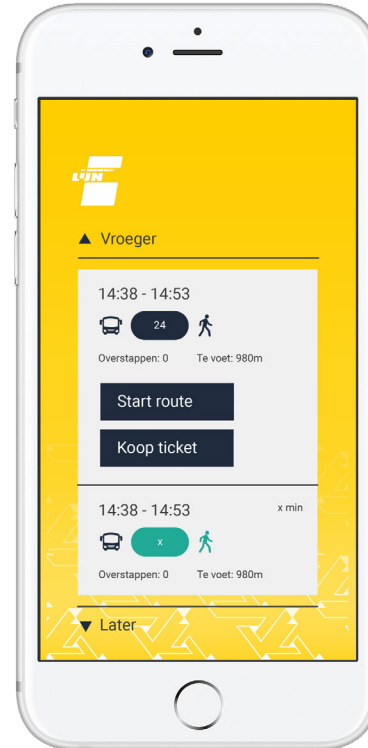 LIJN
Vroeger
14:38 - 14:53
24
Overstappen: 0 Te voet: 980m
Start route
Koop ticket
14:38 - 14:53 x min
x
Overstappen: 0 Te voet: 980m
Later